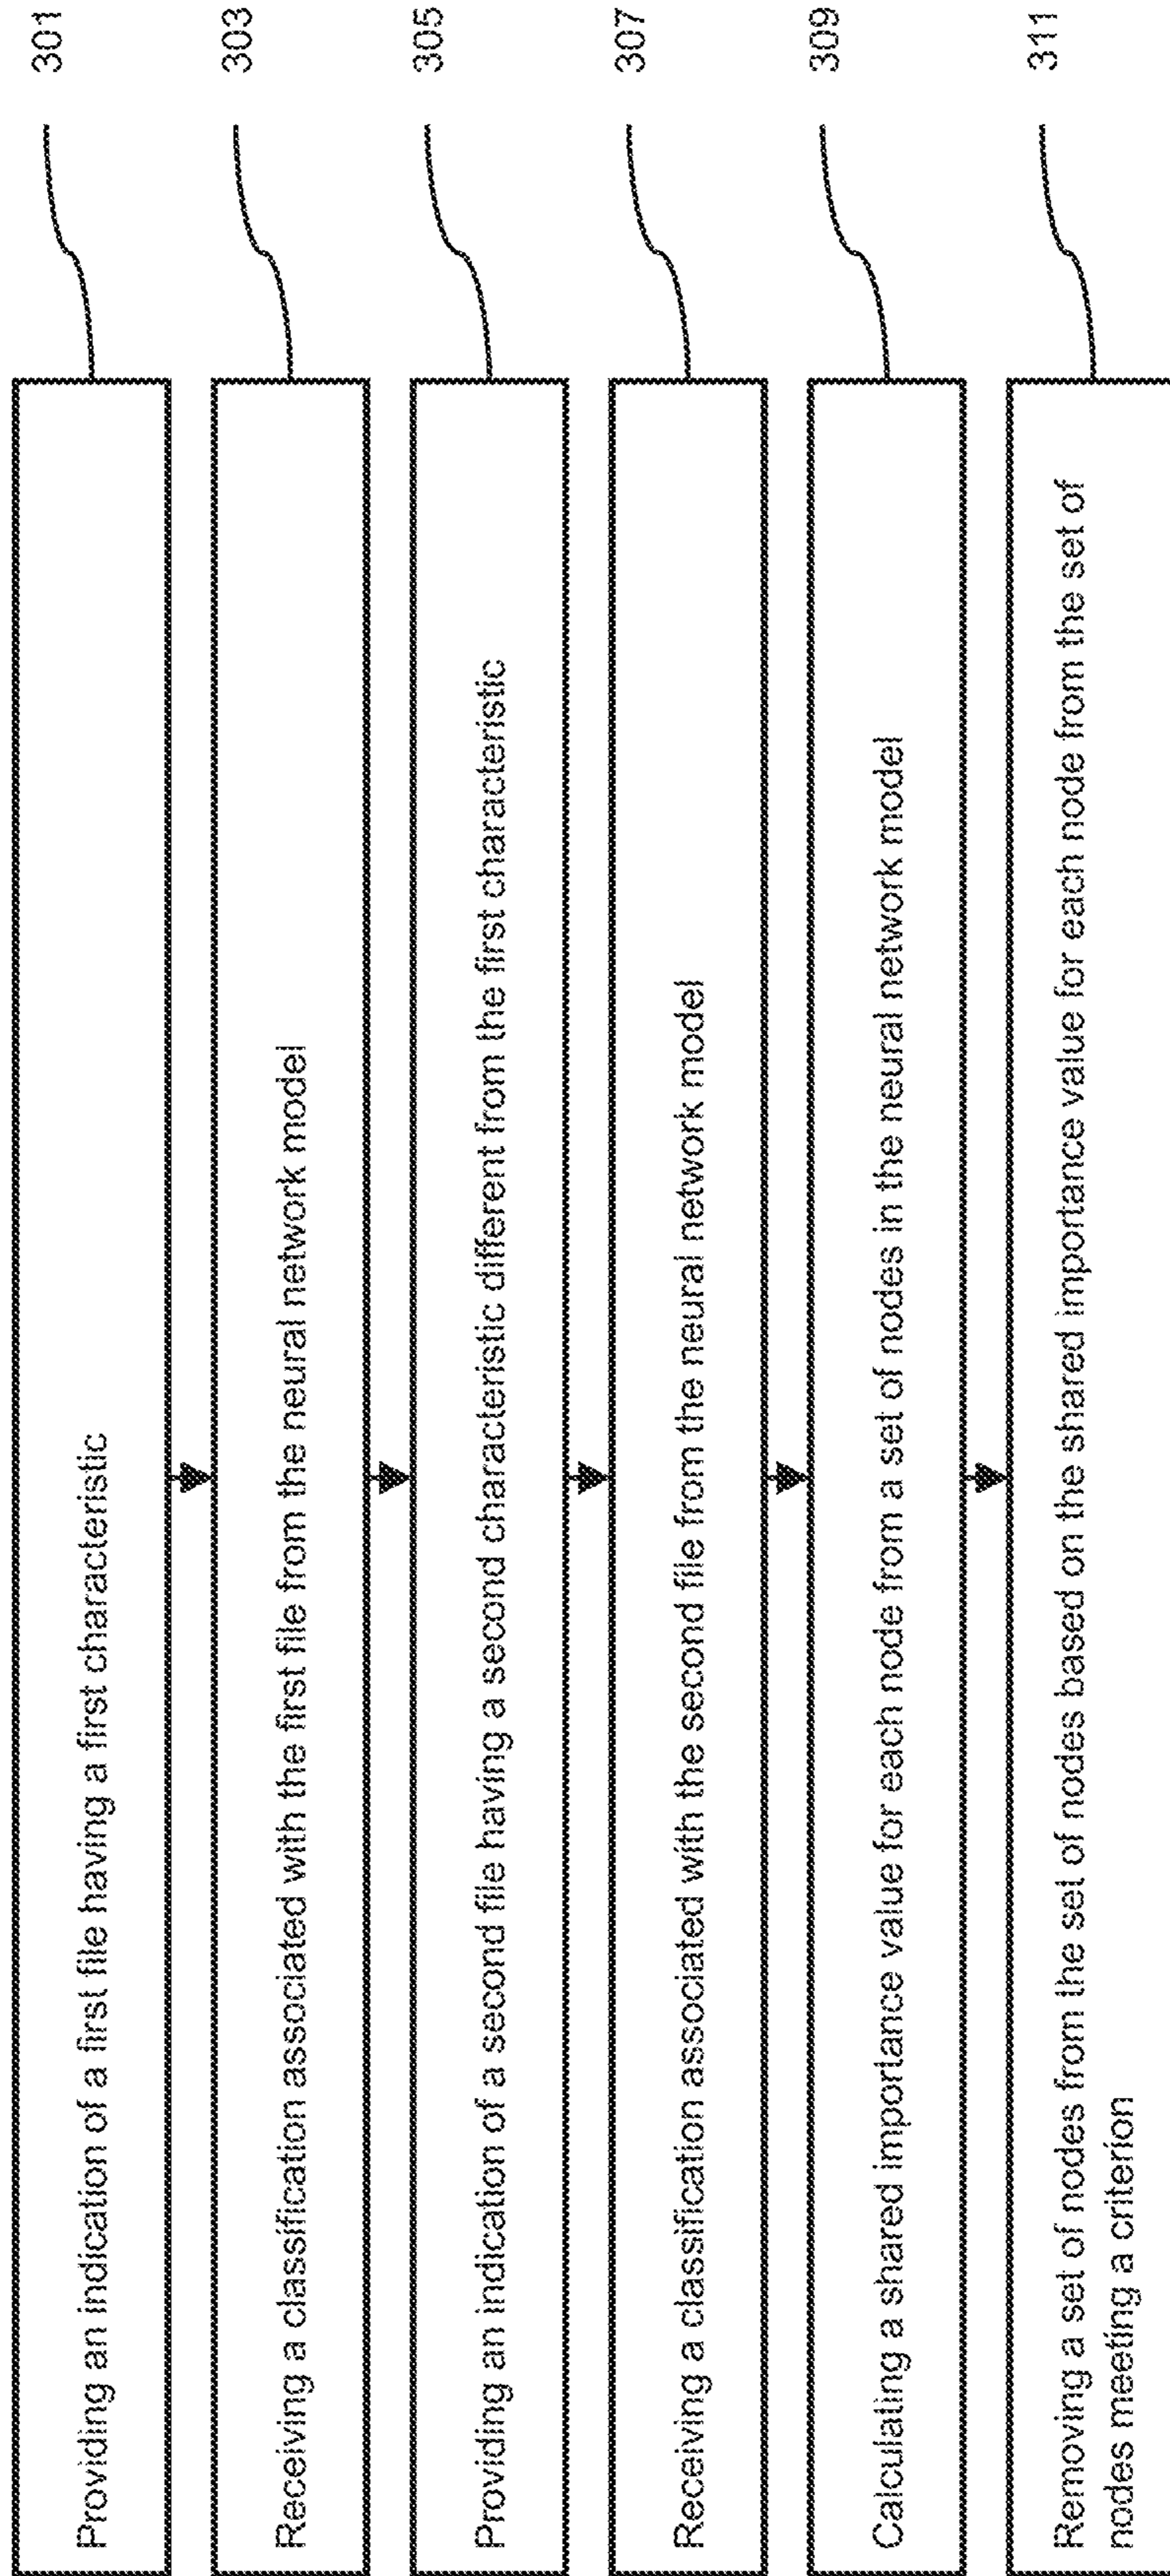 Providing an indication of a first file having a first characteristic
301
Receiving a classification associated with the first file from the neural network model
303
Providing an indication of a second file having a second characteristic different from the first characteristic
305
Receiving a classification associated with the second file from the neural network model
307
Calculating a shared importance value for each node from a set of nodes in the neural network model
309
Removing a set of nodes from the set of nodes based on the shared importance value for each node from the set of
nodes meeting a criterion
311